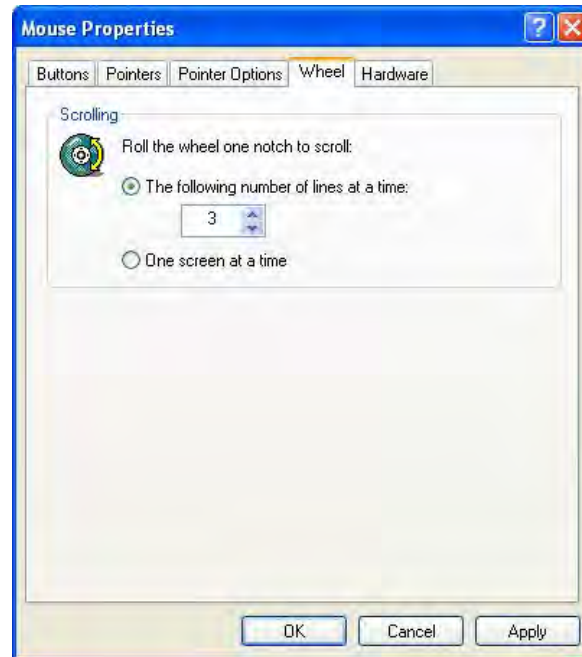 Mouse Properties
?
Buttons Pointers Pointer Options Wheel Hardware
Scrolling
Roll the wheel one notch to scroll:
The following number of lines at a time:
3
One screen at a time
OK Cancel Apply